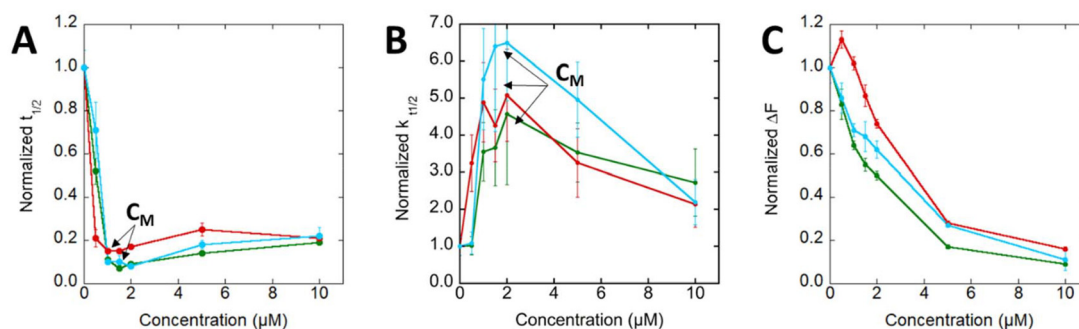 A
Normalized t1/2
1.2
1.0
0.8
0.6
0.4
0.2
0.0
CM
0 2 4 6 8 10
Concentration (µM)
B
Normalized k t1/2
7.0
6.0
5.0
4.0
3.0
2.0
1.0
0.0
CM
0 2 4 6 8 10
Concentration (µM)
C
Normalized ΔF
1.2
1.0
0.8
0.6
0.4
0.2
0.0
0 2 4 6 8 10
Concentration (µM)